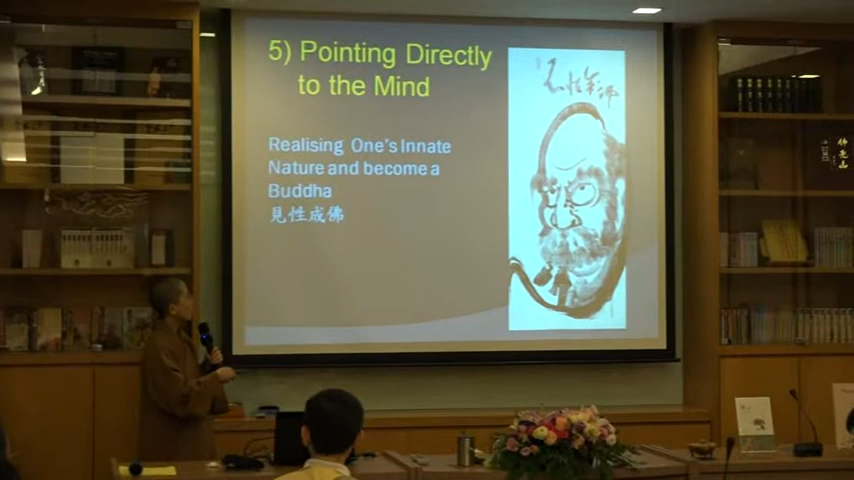 5) Pointing Directly
to the Mind
Realising One's Innate
Nature and become a
Buddha
見性成佛